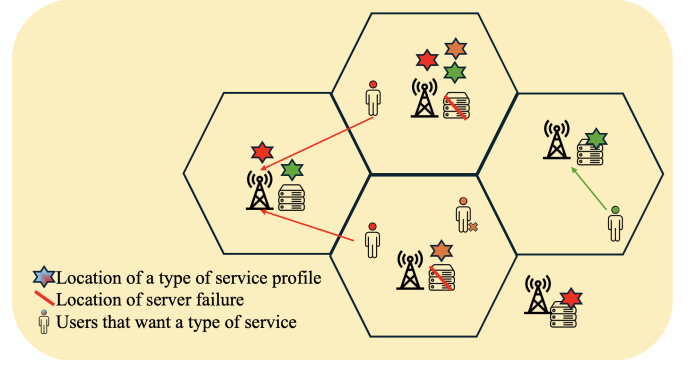 Location of a type of service profile
Location of server failure
Users that want a type of service